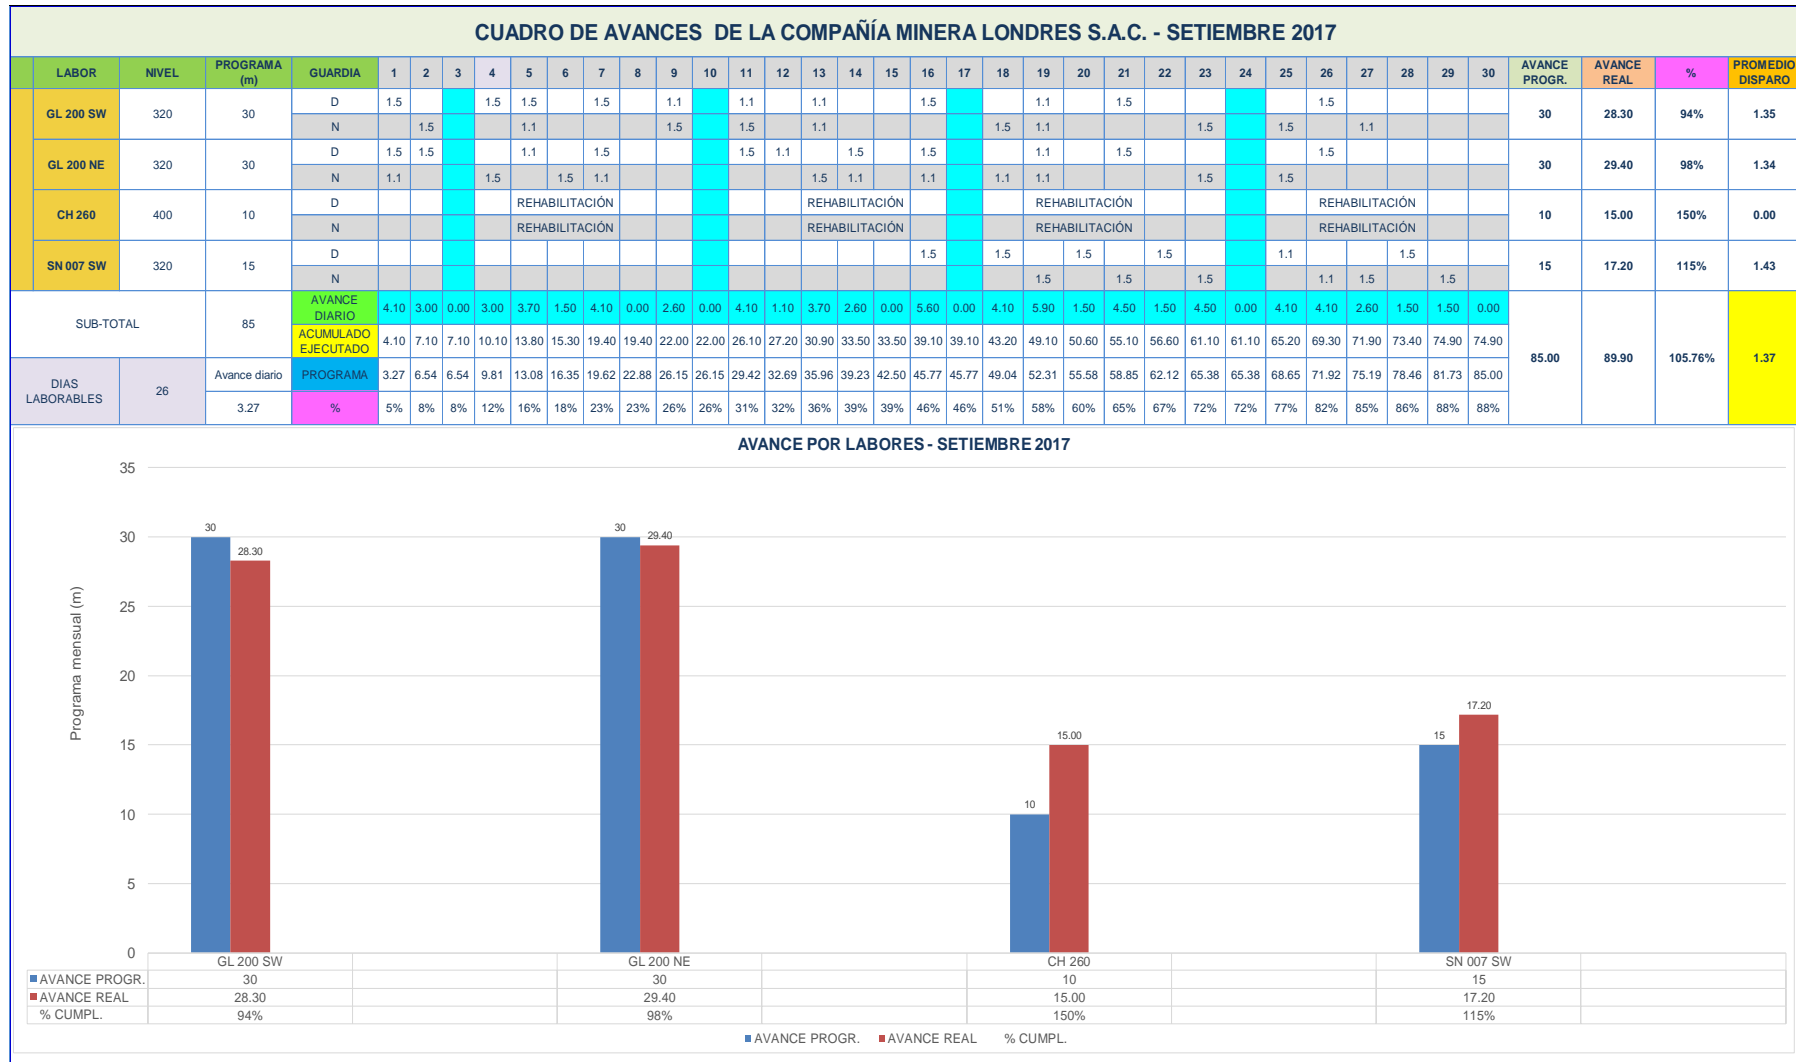 CUADRO DE AVANCES DE LA COMPAÑÍA MINERA LONDRES S.A.C. - SETIEMBRE 2017
LABOR NIVEL PROGRAMA (m) GUARDIA 1 2 3 4 5 6 7 8 9 10 11 12 13 14 15 16 17 18 19 20 21 22 23 24 25 26 27 28 29 30 AVANCE PROGR. AVANCE REAL % PROMEDIO DISPARO
GL 200 SW 320 30 D 1.5 1.5 1.5 1.5 1.1 1.1 1.1 1.5 1.1 1.5 1.5 30 28.30 94% 1.35
N 1.5 1.1 1.5 1.5 1.1 1.5 1.1 1.5 1.5 1.1
GL 200 NE 320 30 D 1.5 1.5 1.1 1.5 1.5 1.1 1.5 1.5 1.1 1.5 1.5 30 29.40 98% 1.34
N 1.1 1.5 1.5 1.1 1.5 1.1 1.1 1.1 1.1 1.5 1.5
CH 260 400 10 D REHABILITACIÓN REHABILITACIÓN REHABILITACIÓN REHABILITACIÓN 10 15.00 150% 0.00
N REHABILITACIÓN REHABILITACIÓN REHABILITACIÓN REHABILITACIÓN
SN 007 SW 320 15 D 1.5 1.5 1.5 1.5 1.1 1.5 15 17.20 115% 1.43
N 1.5 1.5 1.5 1.1 1.5 1.5
SUB-TOTAL 85 AVANCE DIARIO 4.10 3.00 0.00 3.00 3.70 1.50 4.10 0.00 2.60 0.00 4.10 1.10 3.70 2.60 0.00 5.60 0.00 4.10 5.90 1.50 4.50 1.50 4.50 0.00 4.10 4.10 2.60 1.50 1.50 0.00 85.00 89.90 105.76% 1.37
ACUMULADO EJECUTADO 4.10 7.10 7.10 10.10 13.80 15.30 19.40 19.40 22.00 22.00 26.10 27.20 30.90 33.50 33.50 39.10 39.10 43.20 49.10 50.60 55.10 56.60 61.10 61.10 65.20 69.30 71.90 73.40 74.90 74.90
DIAS LABORABLES 26 Avance diario PROGRAMA 3.27 6.54 6.54 9.81 13.08 16.35 19.62 22.88 26.15 26.15 29.42 32.69 35.96 39.23 42.50 45.77 45.77 49.04 52.31 55.58 58.85 62.12 65.38 65.38 68.65 71.92 75.19 78.46 81.73 85.00
3.27 % 5% 8% 8% 12% 16% 18% 23% 23% 26% 26% 31% 32% 36% 39% 39% 46% 46% 51% 58% 60% 65% 67% 72% 72% 77% 82% 85% 86% 88% 88%
AVANCE POR LABORES - SETIEMBRE 2017
Programa mensual (m)
35
30
25
20
15
10
5
0
30 28.30 30 29.40 10 15.00 15 17.20
GL 200 SW GL 200 NE CH 260 SN 007 SW
AVANCE PROGR. 30 30 10 15
AVANCE REAL 28.30 29.40 15.00 17.20
% CUMPL. 94% 98% 150% 115%
AVANCE PROGR. AVANCE REAL % CUMPL.